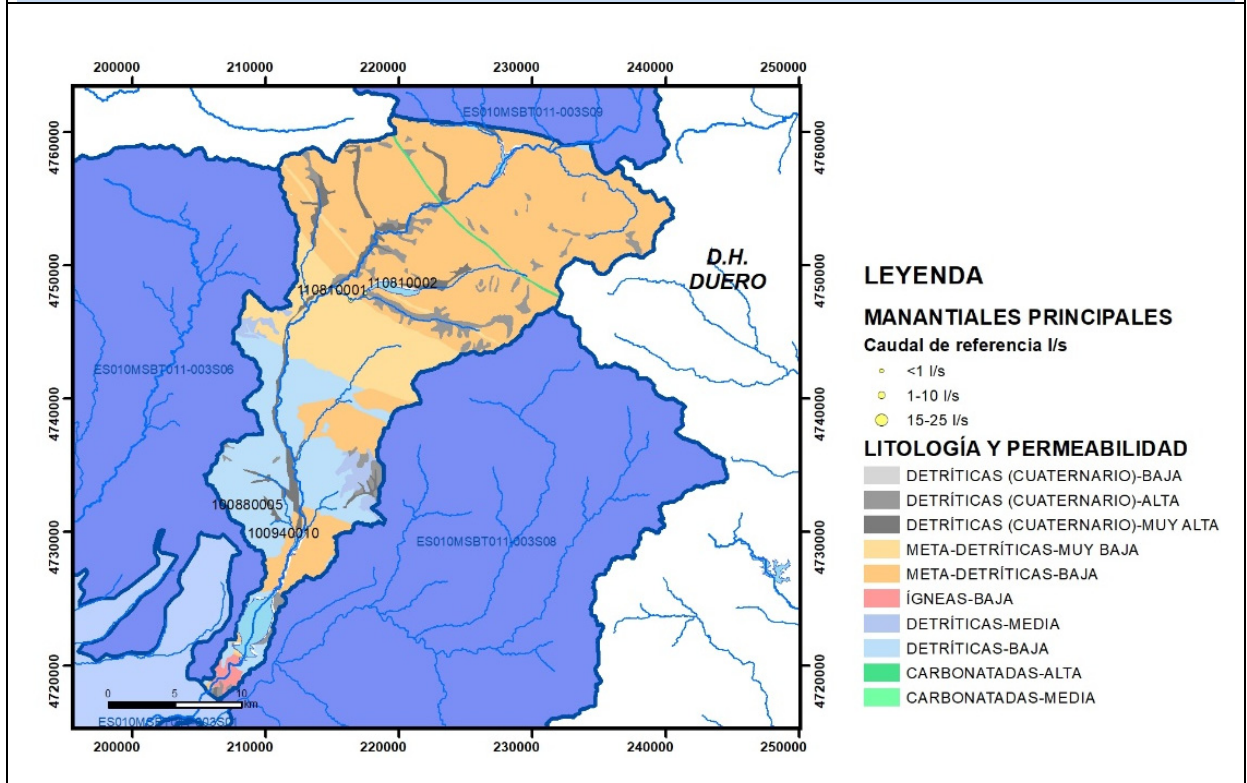 200000 210000 220000 230000 240000 250000
ES010MSBT011-003S09
4760000 4760000
D.H.
DUERO
4750000 4750000
110810001 110810002
ES010MSBT011-003S06
4740000 4740000
100880005
100940010
4730000 4730000
ES010MSBT011-003S08
4720000 4720000
0 5 10
km
200000 210000 220000 230000 240000 250000
LEYENDA
MANANTIALES PRINCIPALES
Caudal de referencia l/s
<1 l/s
1-10 l/s
15-25 l/s
LITOLOGÍA Y PERMEABILIDAD
DETRÍTICAS (CUATERNARIO)-BAJA
DETRÍTICAS (CUATERNARIO)-ALTA
DETRÍTICAS (CUATERNARIO)-MUY ALTA
META-DETRÍTICAS-MUY BAJA
META-DETRÍTICAS-BAJA
ÍGNEAS-BAJA
DETRÍTICAS-MEDIA
DETRÍTICAS-BAJA
CARBONATADAS-ALTA
CARBONATADAS-MEDIA